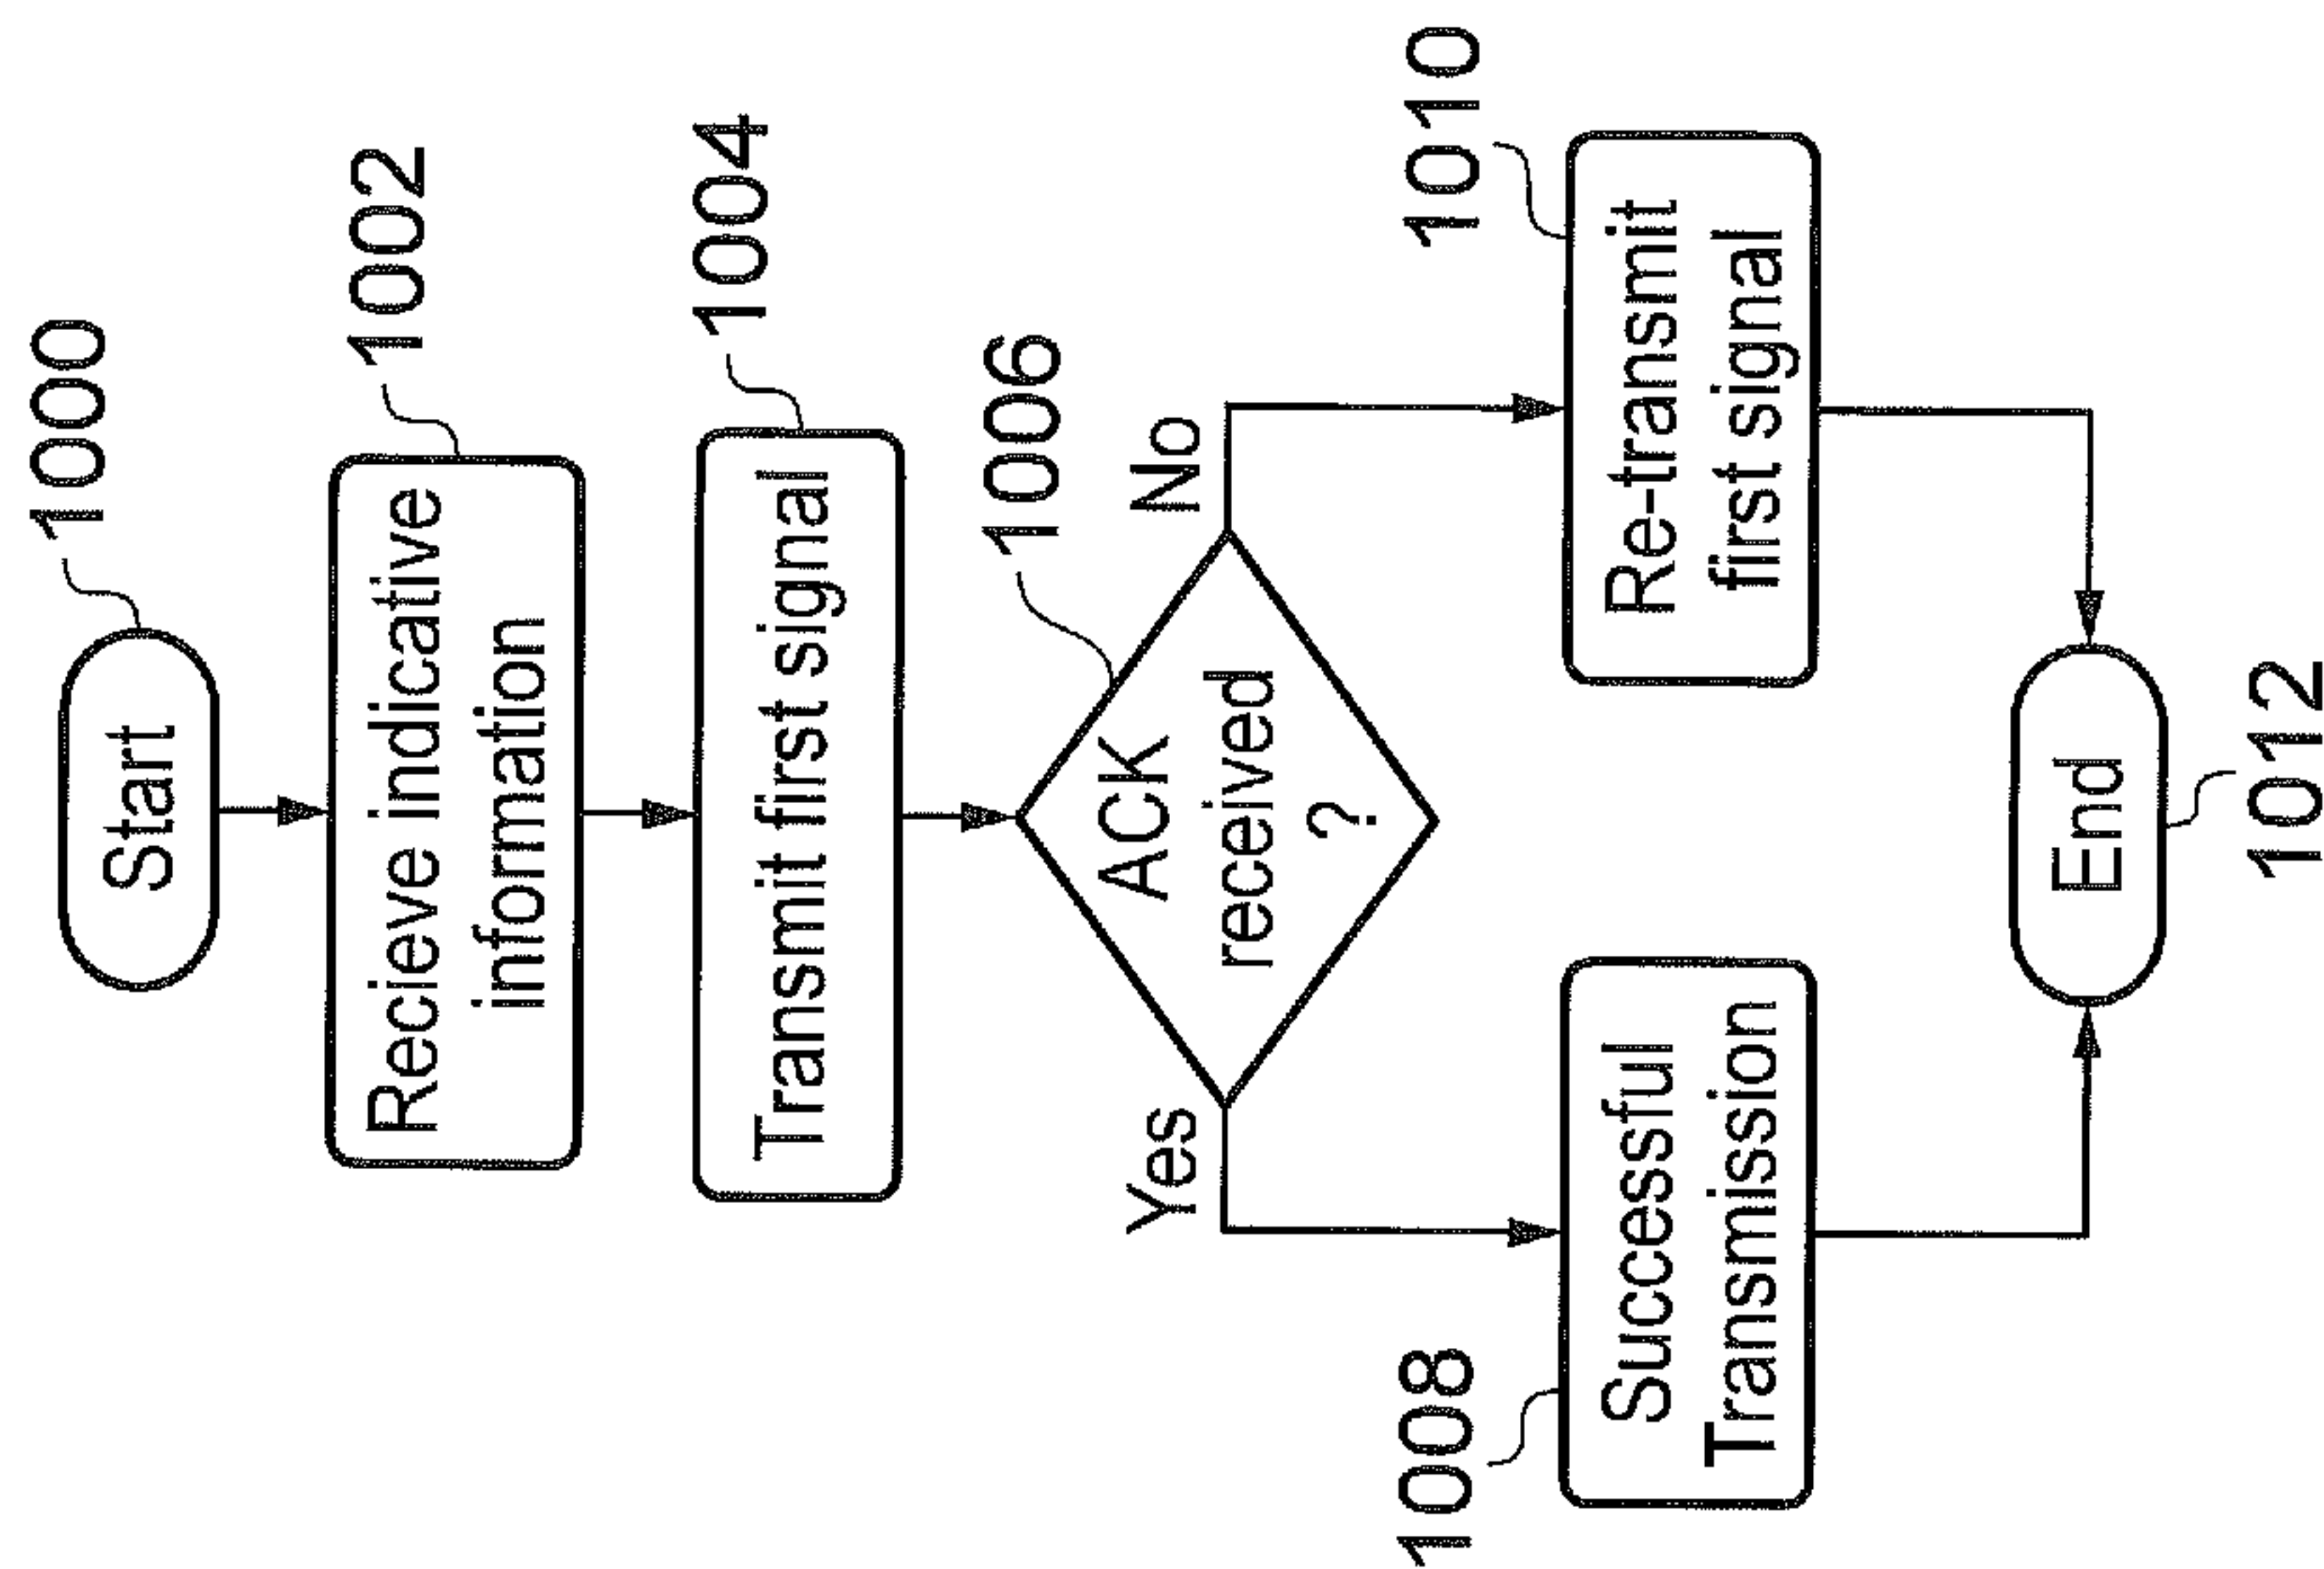 1000
Start
1002
Recieve indicative
information
1004
Transmit first signal
1006
ACK
received
?
Yes
No
1008
Successful
Transmission
1010
Re-transmit
first signal
End
1012